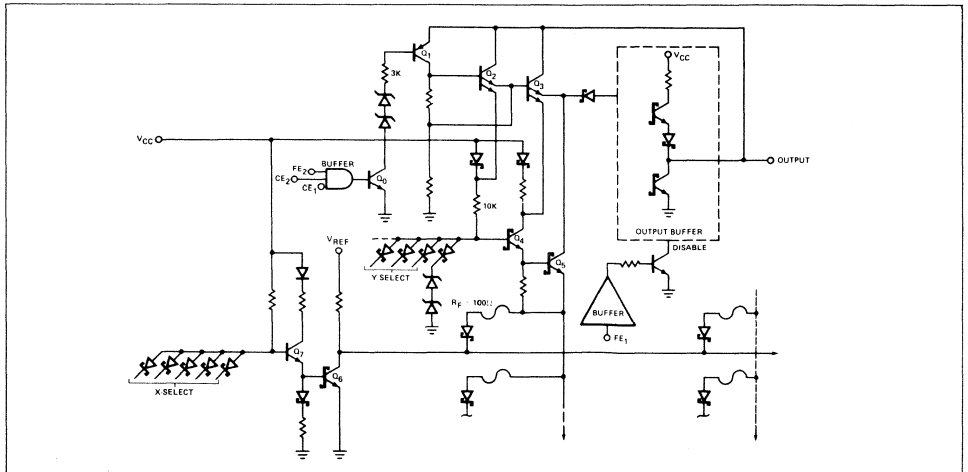 VCC
Q1
3K
Q2
Q3
VCC
FE2
BUFFER
CE2
CE1
Q0
10K
OUTPUT
OUTPUT BUFFER
DISABLE
VREF
Q4
Y SELECT
Q5
RF - 100Ω
BUFFER
FE1
Q7
Q6
X-SELECT